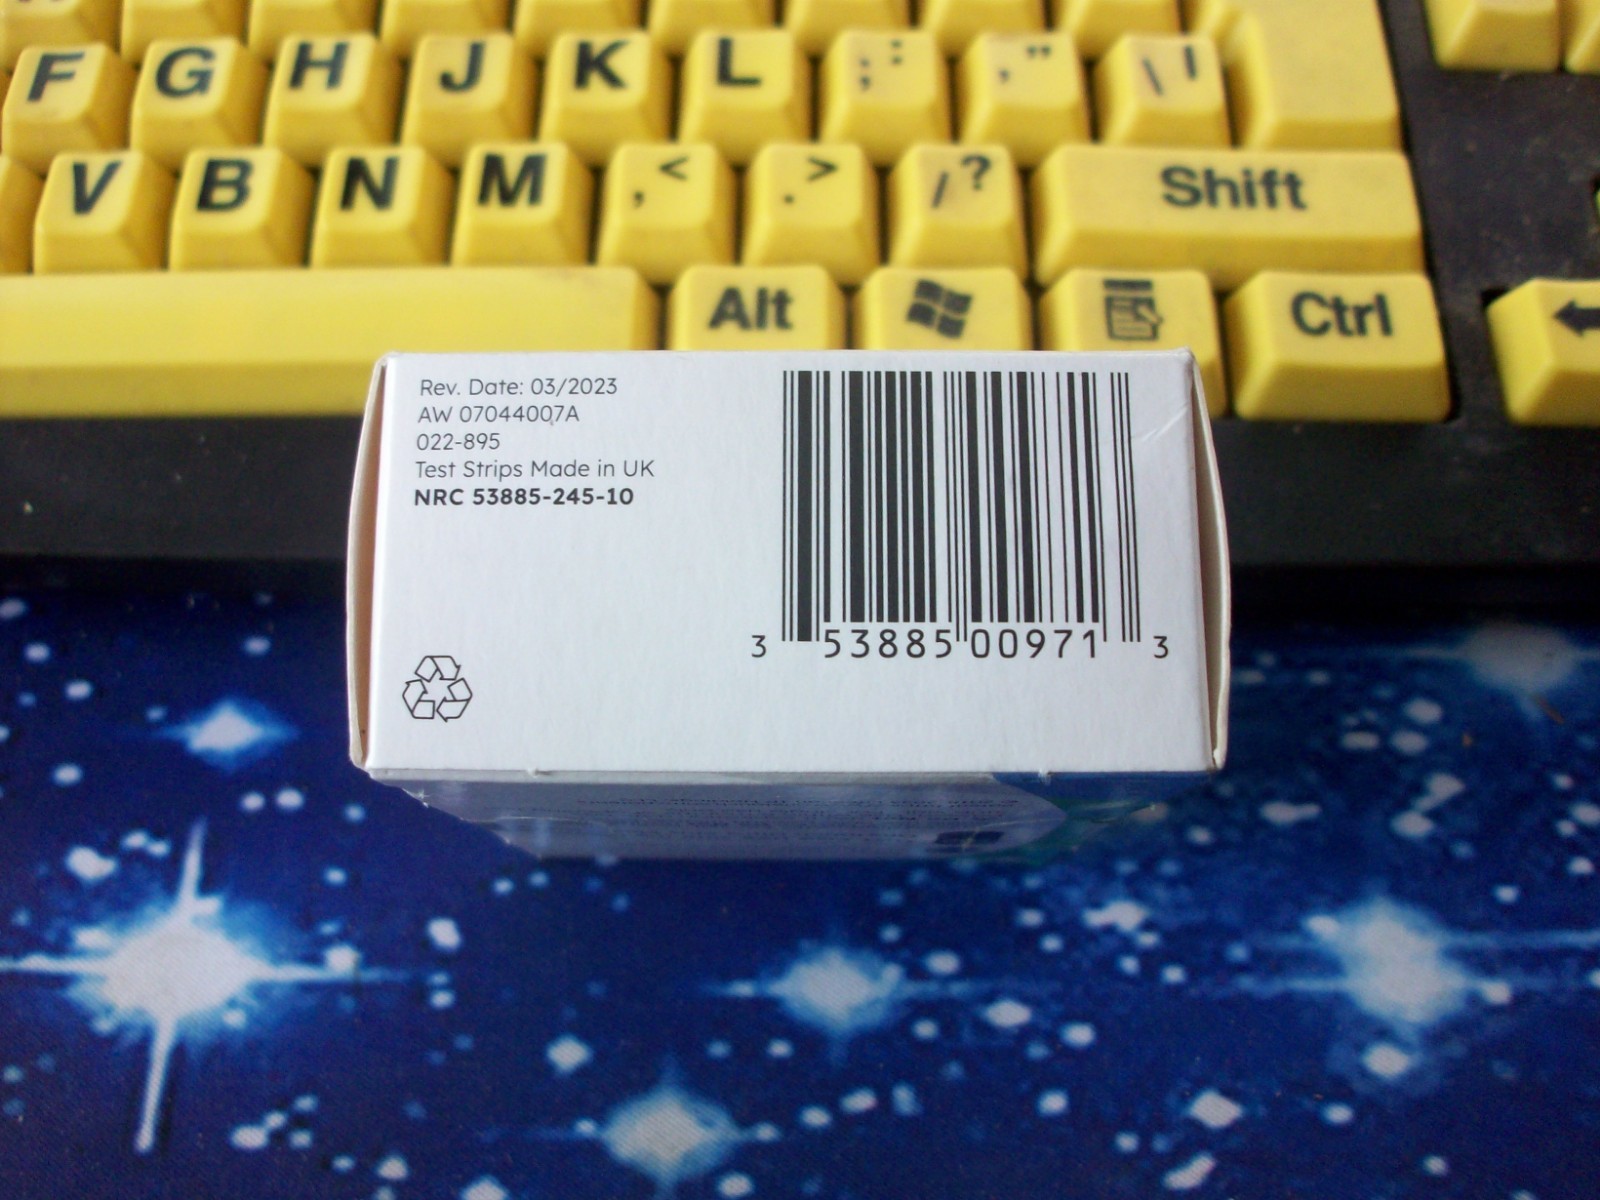 F G H J K L ; : , " \ |
V B N M , < . > / ? Shift
Alt Ctrl
Rev. Date: 03/2023
AW 07044007A
022-895
Test Strips Made in UK
NRC 53885-245-10
3 53885 00971 3